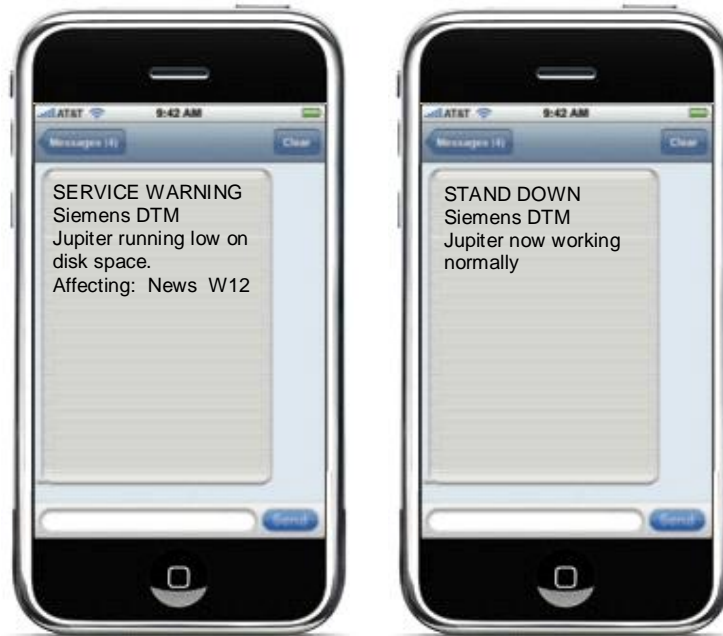 AT&T 9:42 AM
Messages (4) Clear
SERVICE WARNING
Siemens DTM
Jupiter running low on
disk space.
Affecting: News W12
Send
AT&T 9:42 AM
Messages (4) Clear
STAND DOWN
Siemens DTM
Jupiter now working
normally
Send